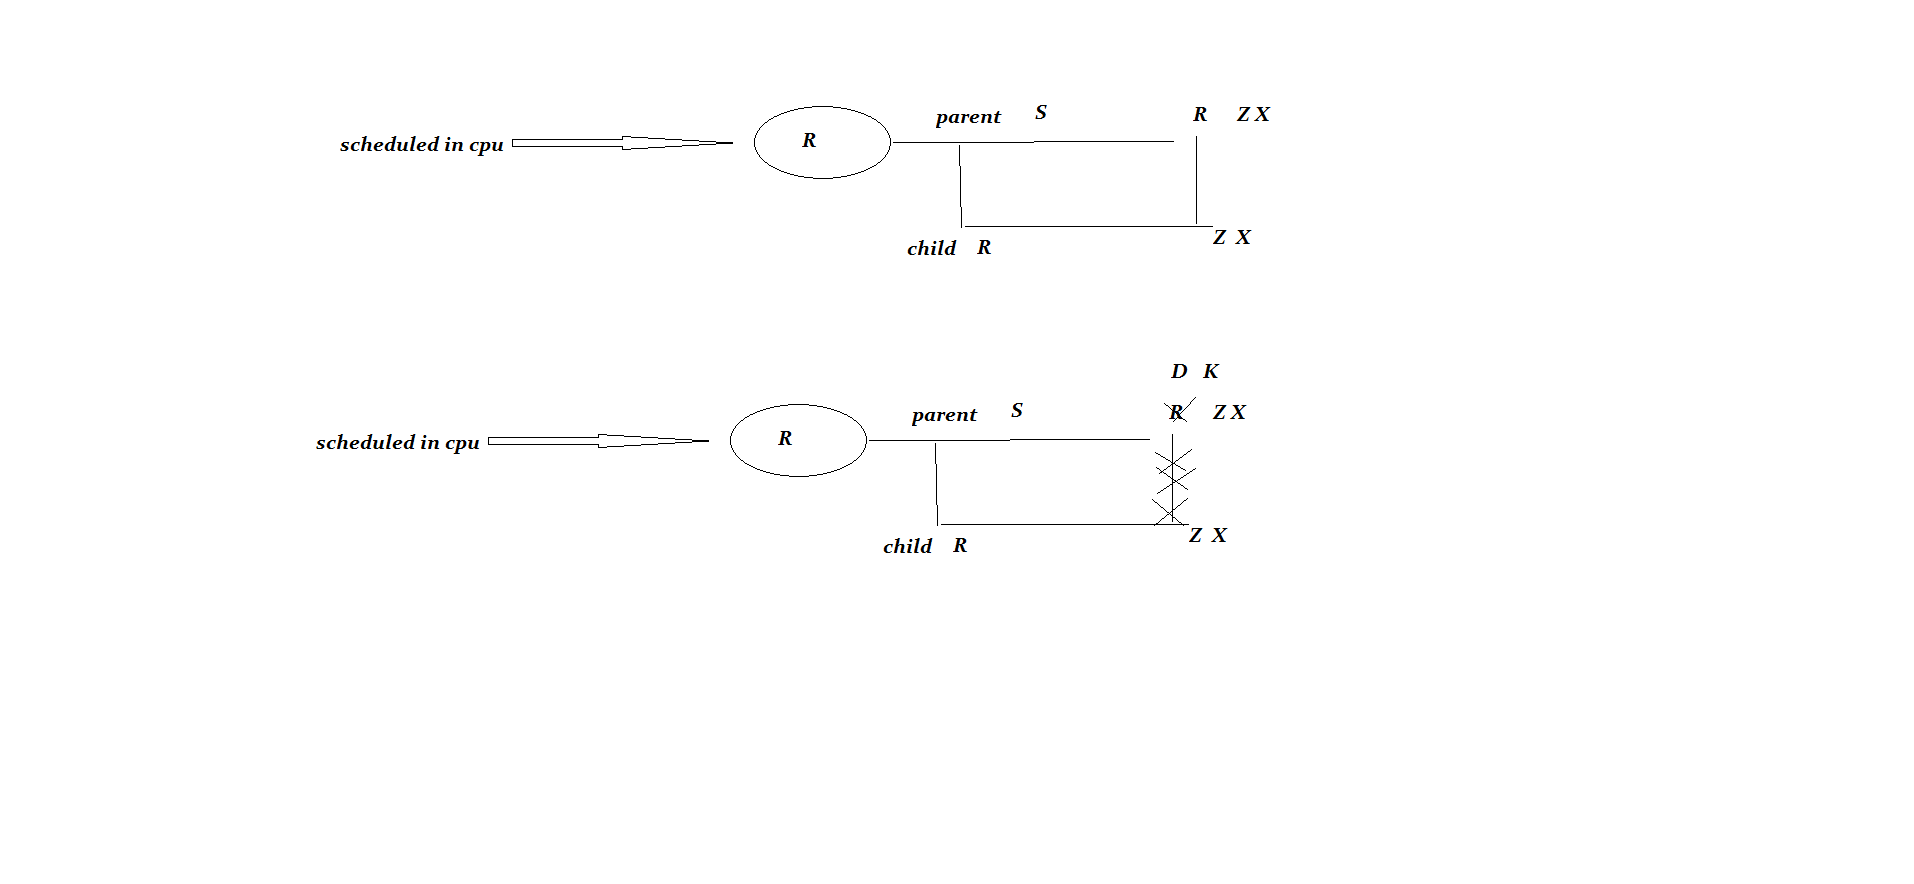 parent S R Z X
scheduled in cpu R
child R Z X
D K
parent S R Z X
scheduled in cpu R
child R Z X